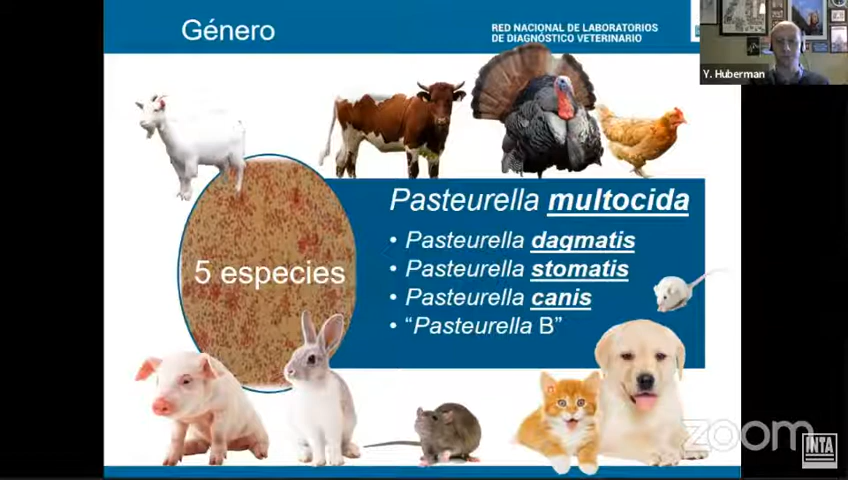 Género
RED NACIONAL DE LABORATORIOS
DE DIAGNÓSTICO VETERINARIO
Y. Huberman
Pasteurella multocida
• Pasteurella dagmatis
• Pasteurella stomatis
• Pasteurella canis
• “Pasteurella B”
5 especies
zoom
INTA